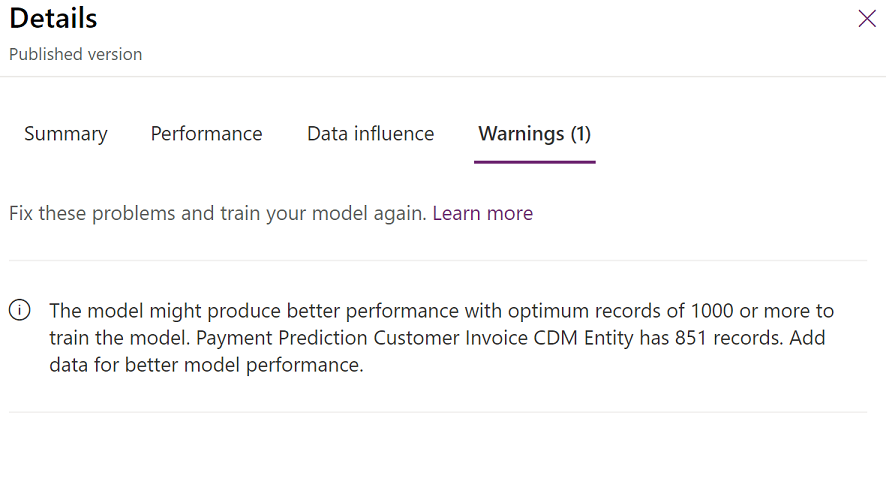 Details
Published version
Summary Performance Data influence Warnings (1)
Fix these problems and train your model again. Learn more
The model might produce better performance with optimum records of 1000 or more to
train the model. Payment Prediction Customer Invoice CDM Entity has 851 records. Add
data for better model performance.